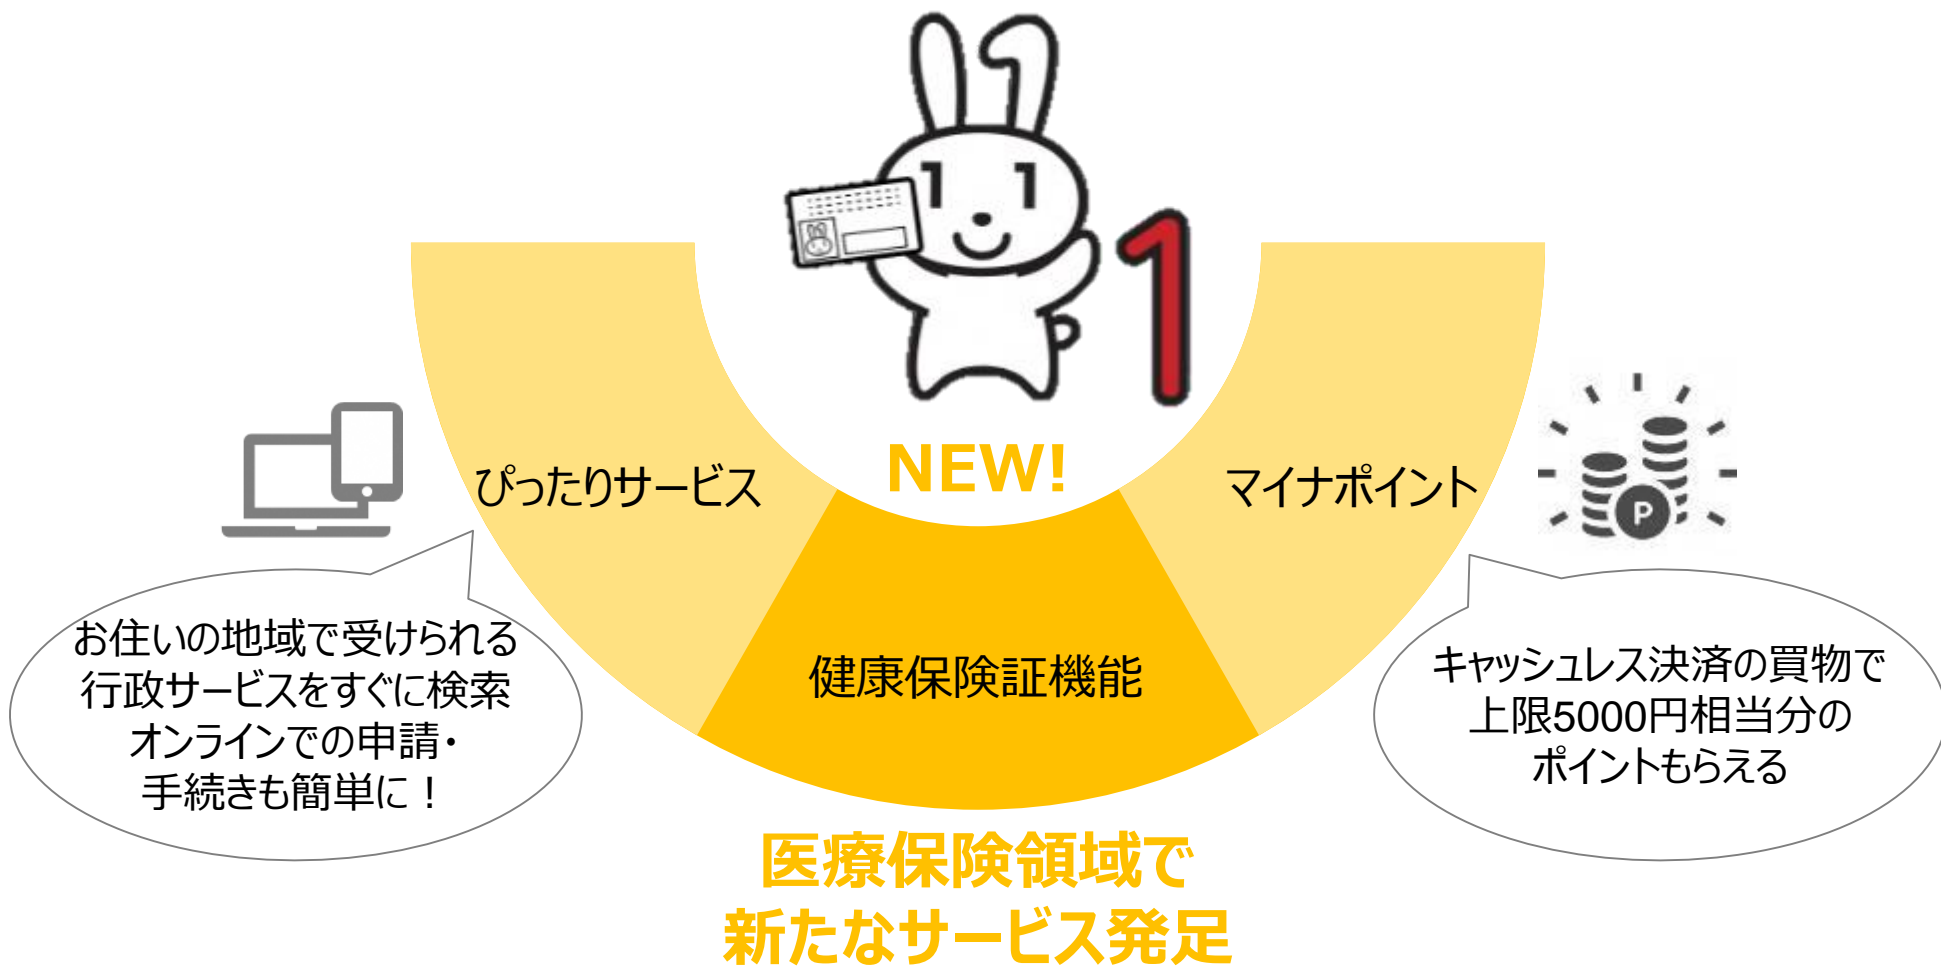 1
NEW!
ぴったりサービス
マイナポイント
P
お住いの地域で受けられる
行政サービスをすぐに検索
オンラインでの申請・
手続きも簡単に！
健康保険証機能
キャッシュレス決済の買物で
上限5000円相当分の
ポイントもらえる
医療保険領域で
新たなサービス発足